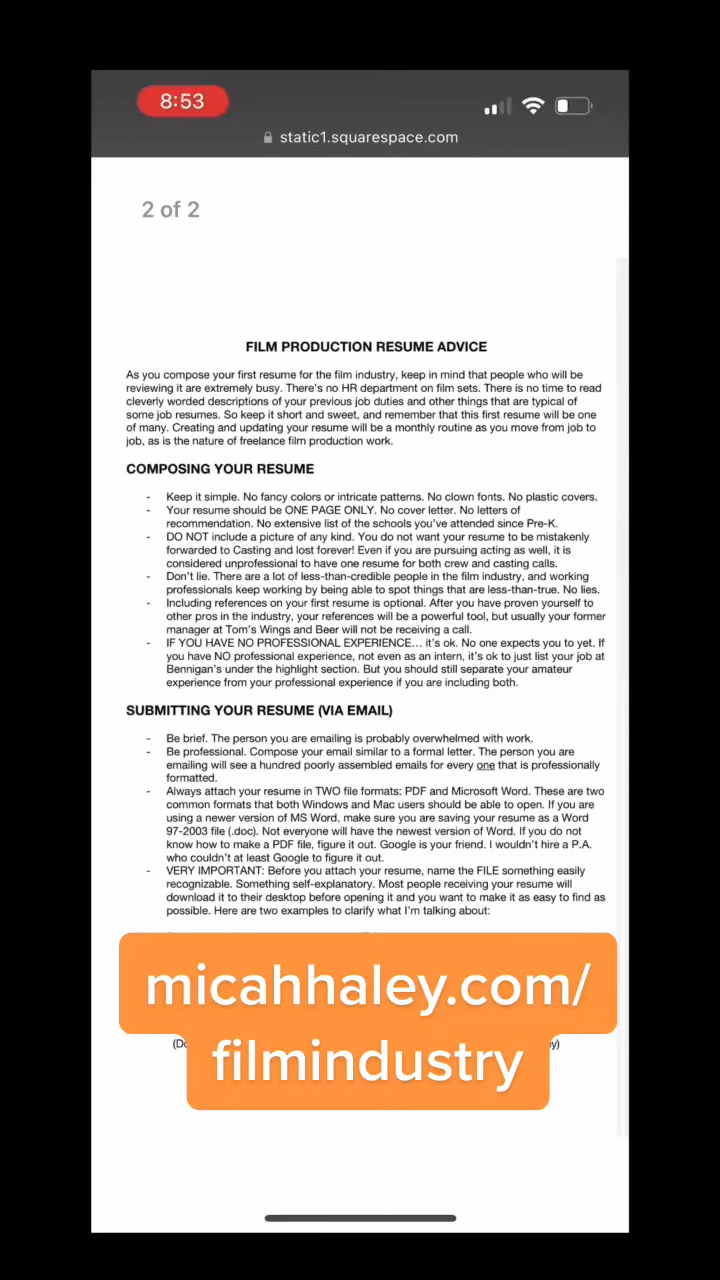 8:53
static1.squarespace.com
2 of 2
FILM PRODUCTION RESUME ADVICE
As you compose your first resume for the film industry, keep in mind that people who will be
reviewing it are extremely busy. There's no HR department on film sets. There is no time to read
cleverly worded descriptions of your previous job duties and other things that are typical of
some job resumes. So keep it short and sweet, and remember that this first resume will be one
of many. Creating and updating your resume will be a monthly routine as you move from job to
job, as is the nature of freelance film production work.
COMPOSING YOUR RESUME
- Keep it simple. No fancy colors or intricate patterns. No clown fonts. No plastic covers.
- Your resume should be ONE PAGE ONLY. No cover letter. No letters of
recommendation. No extensive list of the schools you've attended since Pre-K.
- DO NOT include a picture of any kind. You do not want your resume to be mistakenly
forwarded to Casting and lost forever! Even if you are pursuing acting as well, it is
considered unprofessional to have one resume for both crew and casting calls.
- Don't lie. There are a lot of less-than-credible people in the film industry, and working
professionals keep working by being able to spot things that are less-than-true. No lies.
- Including references on your first resume is optional. After you have proven yourself to
other pros in the industry, your references will be a powerful tool, but usually your former
manager at Tom's Wings and Beer will not be receiving a call.
- IF YOU HAVE NO PROFESSIONAL EXPERIENCE... it's ok. No one expects you to yet. If
you have NO professional experience, not even as an intern, it's ok to just list your job at
Bennigan's under the highlight section. But you should still separate your amateur
experience from your professional experience if you are including both.
SUBMITTING YOUR RESUME (VIA EMAIL)
- Be brief. The person you are emailing is probably overwhelmed with work.
- Be professional. Compose your email similar to a formal letter. The person you are
emailing will see a hundred poorly assembled emails for every one that is professionally
formatted.
- Always attach your resume in TWO file formats: PDF and Microsoft Word. These are two
common formats that both Windows and Mac users should be able to open. If you are
using a newer version of MS Word, make sure you are saving your resume as a Word
97-2003 file (.doc). Not everyone will have the newest version of Word. If you do not
know how to make a PDF file, figure it out. Google is your friend. I wouldn't hire a P.A.
who couldn't at least Google to figure it out.
- VERY IMPORTANT: Before you attach your resume, name the FILE something easily
recognizable. Something self-explanatory. Most people receiving your resume will
download it to their desktop before opening it and you want to make it as easy to find as
possible. Here are two examples to clarify what I'm talking about:
micahhaley.com/
filmindustry